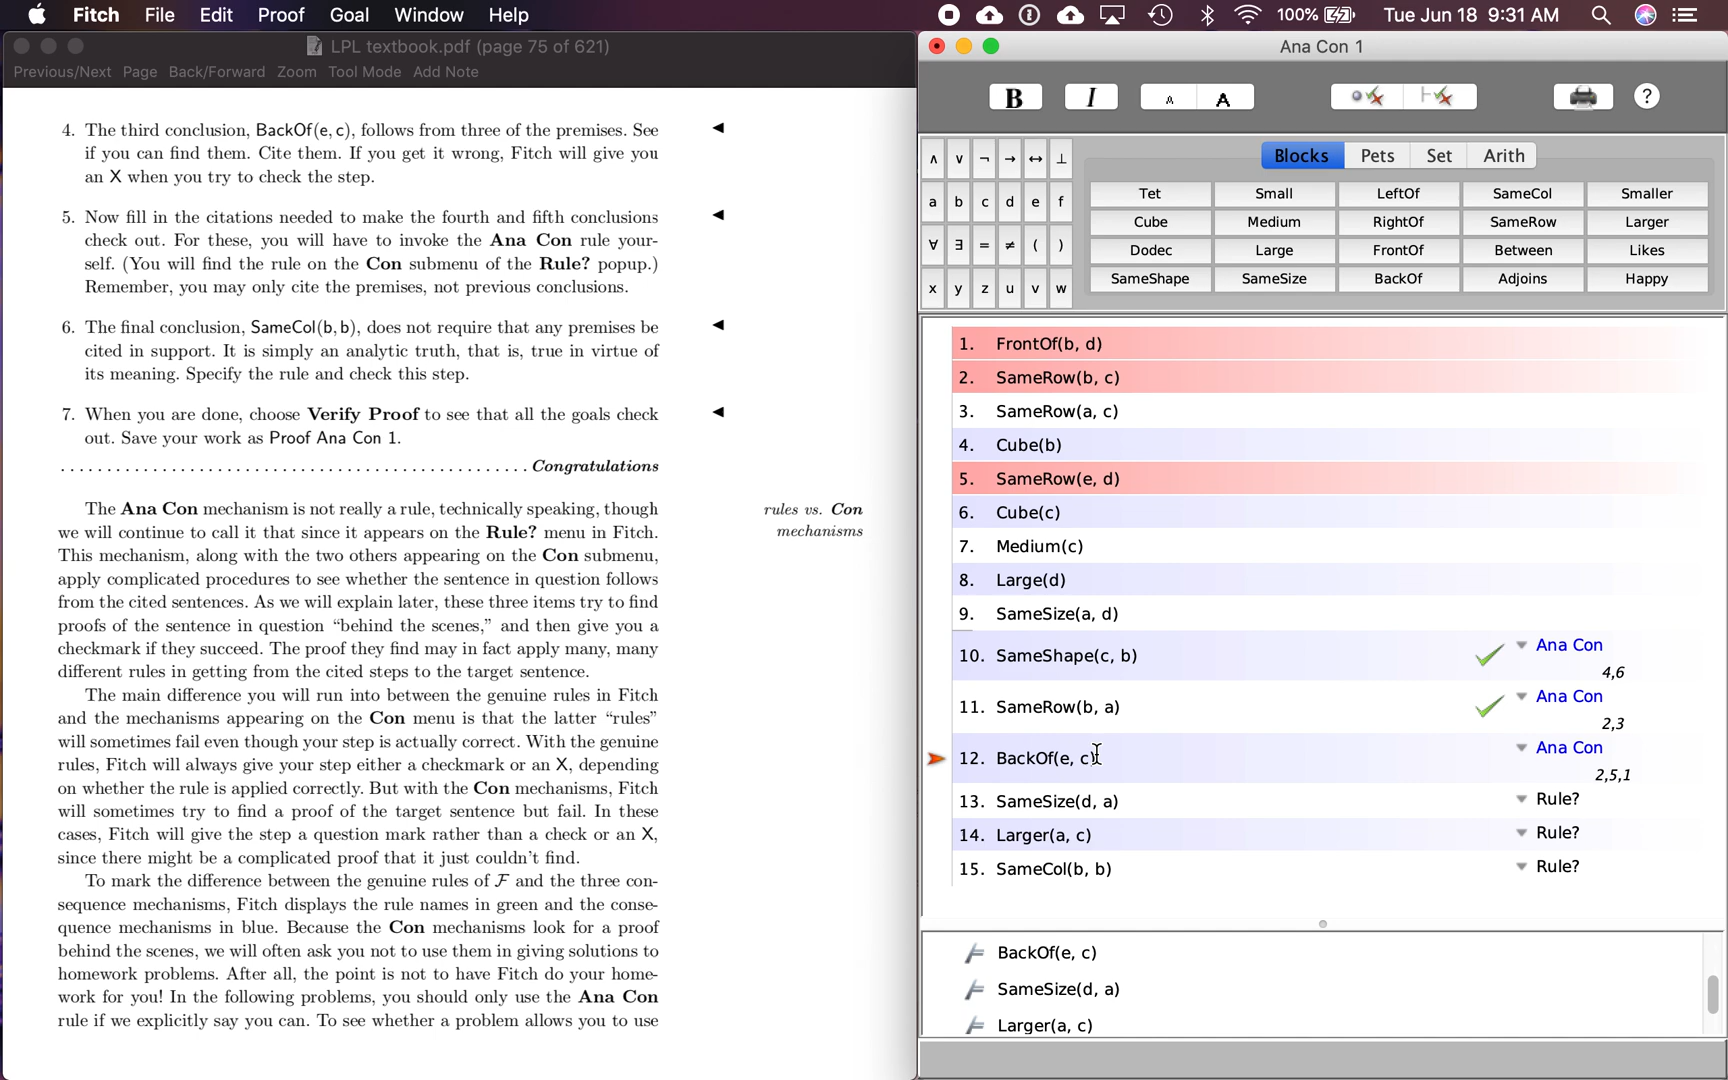 Fitch File Edit Proof Goal Window Help
100% Tue Jun 18 9:31 AM
LPL textbook.pdf (page 75 of 621)
Previous/Next Page Back/Forward Zoom Tool Mode Add Note
4. The third conclusion, BackOf(e, c), follows from three of the premises. See
if you can find them. Cite them. If you get it wrong, Fitch will give you
an X when you try to check the step.
5. Now fill in the citations needed to make the fourth and fifth conclusions
check out. For these, you will have to invoke the Ana Con rule your-
self. (You will find the rule on the Con submenu of the Rule? popup.)
Remember, you may only cite the premises, not previous conclusions.
6. The final conclusion, SameCol(b, b), does not require that any premises be
cited in support. It is simply an analytic truth, that is, true in virtue of
its meaning. Specify the rule and check this step.
7. When you are done, choose Verify Proof to see that all the goals check
out. Save your work as Proof Ana Con 1.
. . . . . . . . . . . . . . . . . . . . . . . . . . . . . . . . . . . . . . . . . . . . . . . . . . Congratulations
The Ana Con mechanism is not really a rule, technically speaking, though
we will continue to call it that since it appears on the Rule? menu in Fitch.
This mechanism, along with the two others appearing on the Con submenu,
apply complicated procedures to see whether the sentence in question follows
from the cited sentences. As we will explain later, these three items try to find
proofs of the sentence in question “behind the scenes,” and then give you a
checkmark if they succeed. The proof they find may in fact apply many, many
different rules in getting from the cited steps to the target sentence.
rules vs. Con
mechanisms
The main difference you will run into between the genuine rules in Fitch
and the mechanisms appearing on the Con menu is that the latter “rules”
will sometimes fail even though your step is actually correct. With the genuine
rules, Fitch will always give your step either a checkmark or an X, depending
on whether the rule is applied correctly. But with the Con mechanisms, Fitch
will sometimes try to find a proof of the target sentence but fail. In these
cases, Fitch will give the step a question mark rather than a check or an X,
since there might be a complicated proof that it just couldn’t find.
To mark the difference between the genuine rules of F and the three con-
sequence mechanisms, Fitch displays the rule names in green and the conse-
quence mechanisms in blue. Because the Con mechanisms look for a proof
behind the scenes, we will often ask you not to use them in giving solutions to
homework problems. After all, the point is not to have Fitch do your home-
work for you! In the following problems, you should only use the Ana Con
rule if we explicitly say you can. To see whether a problem allows you to use
Ana Con 1
B I A A ?
∧ ∨ ¬ → ↔ ⊥
a b c d e f
∀ ∃ = ≠ ( )
x y z u v w
Blocks Pets Set Arith
Tet Small LeftOf SameCol Smaller
Cube Medium RightOf SameRow Larger
Dodec Large FrontOf Between Likes
SameShape SameSize BackOf Adjoins Happy
1. FrontOf(b, d)
2. SameRow(b, c)
3. SameRow(a, c)
4. Cube(b)
5. SameRow(e, d)
6. Cube(c)
7. Medium(c)
8. Large(d)
9. SameSize(a, d)
10. SameShape(c, b) Ana Con
4,6
11. SameRow(b, a) Ana Con
2,3
12. BackOf(e, c) Ana Con
2,5,1
13. SameSize(d, a) Rule?
14. Larger(a, c) Rule?
15. SameCol(b, b) Rule?
BackOf(e, c)
SameSize(d, a)
Larger(a, c)